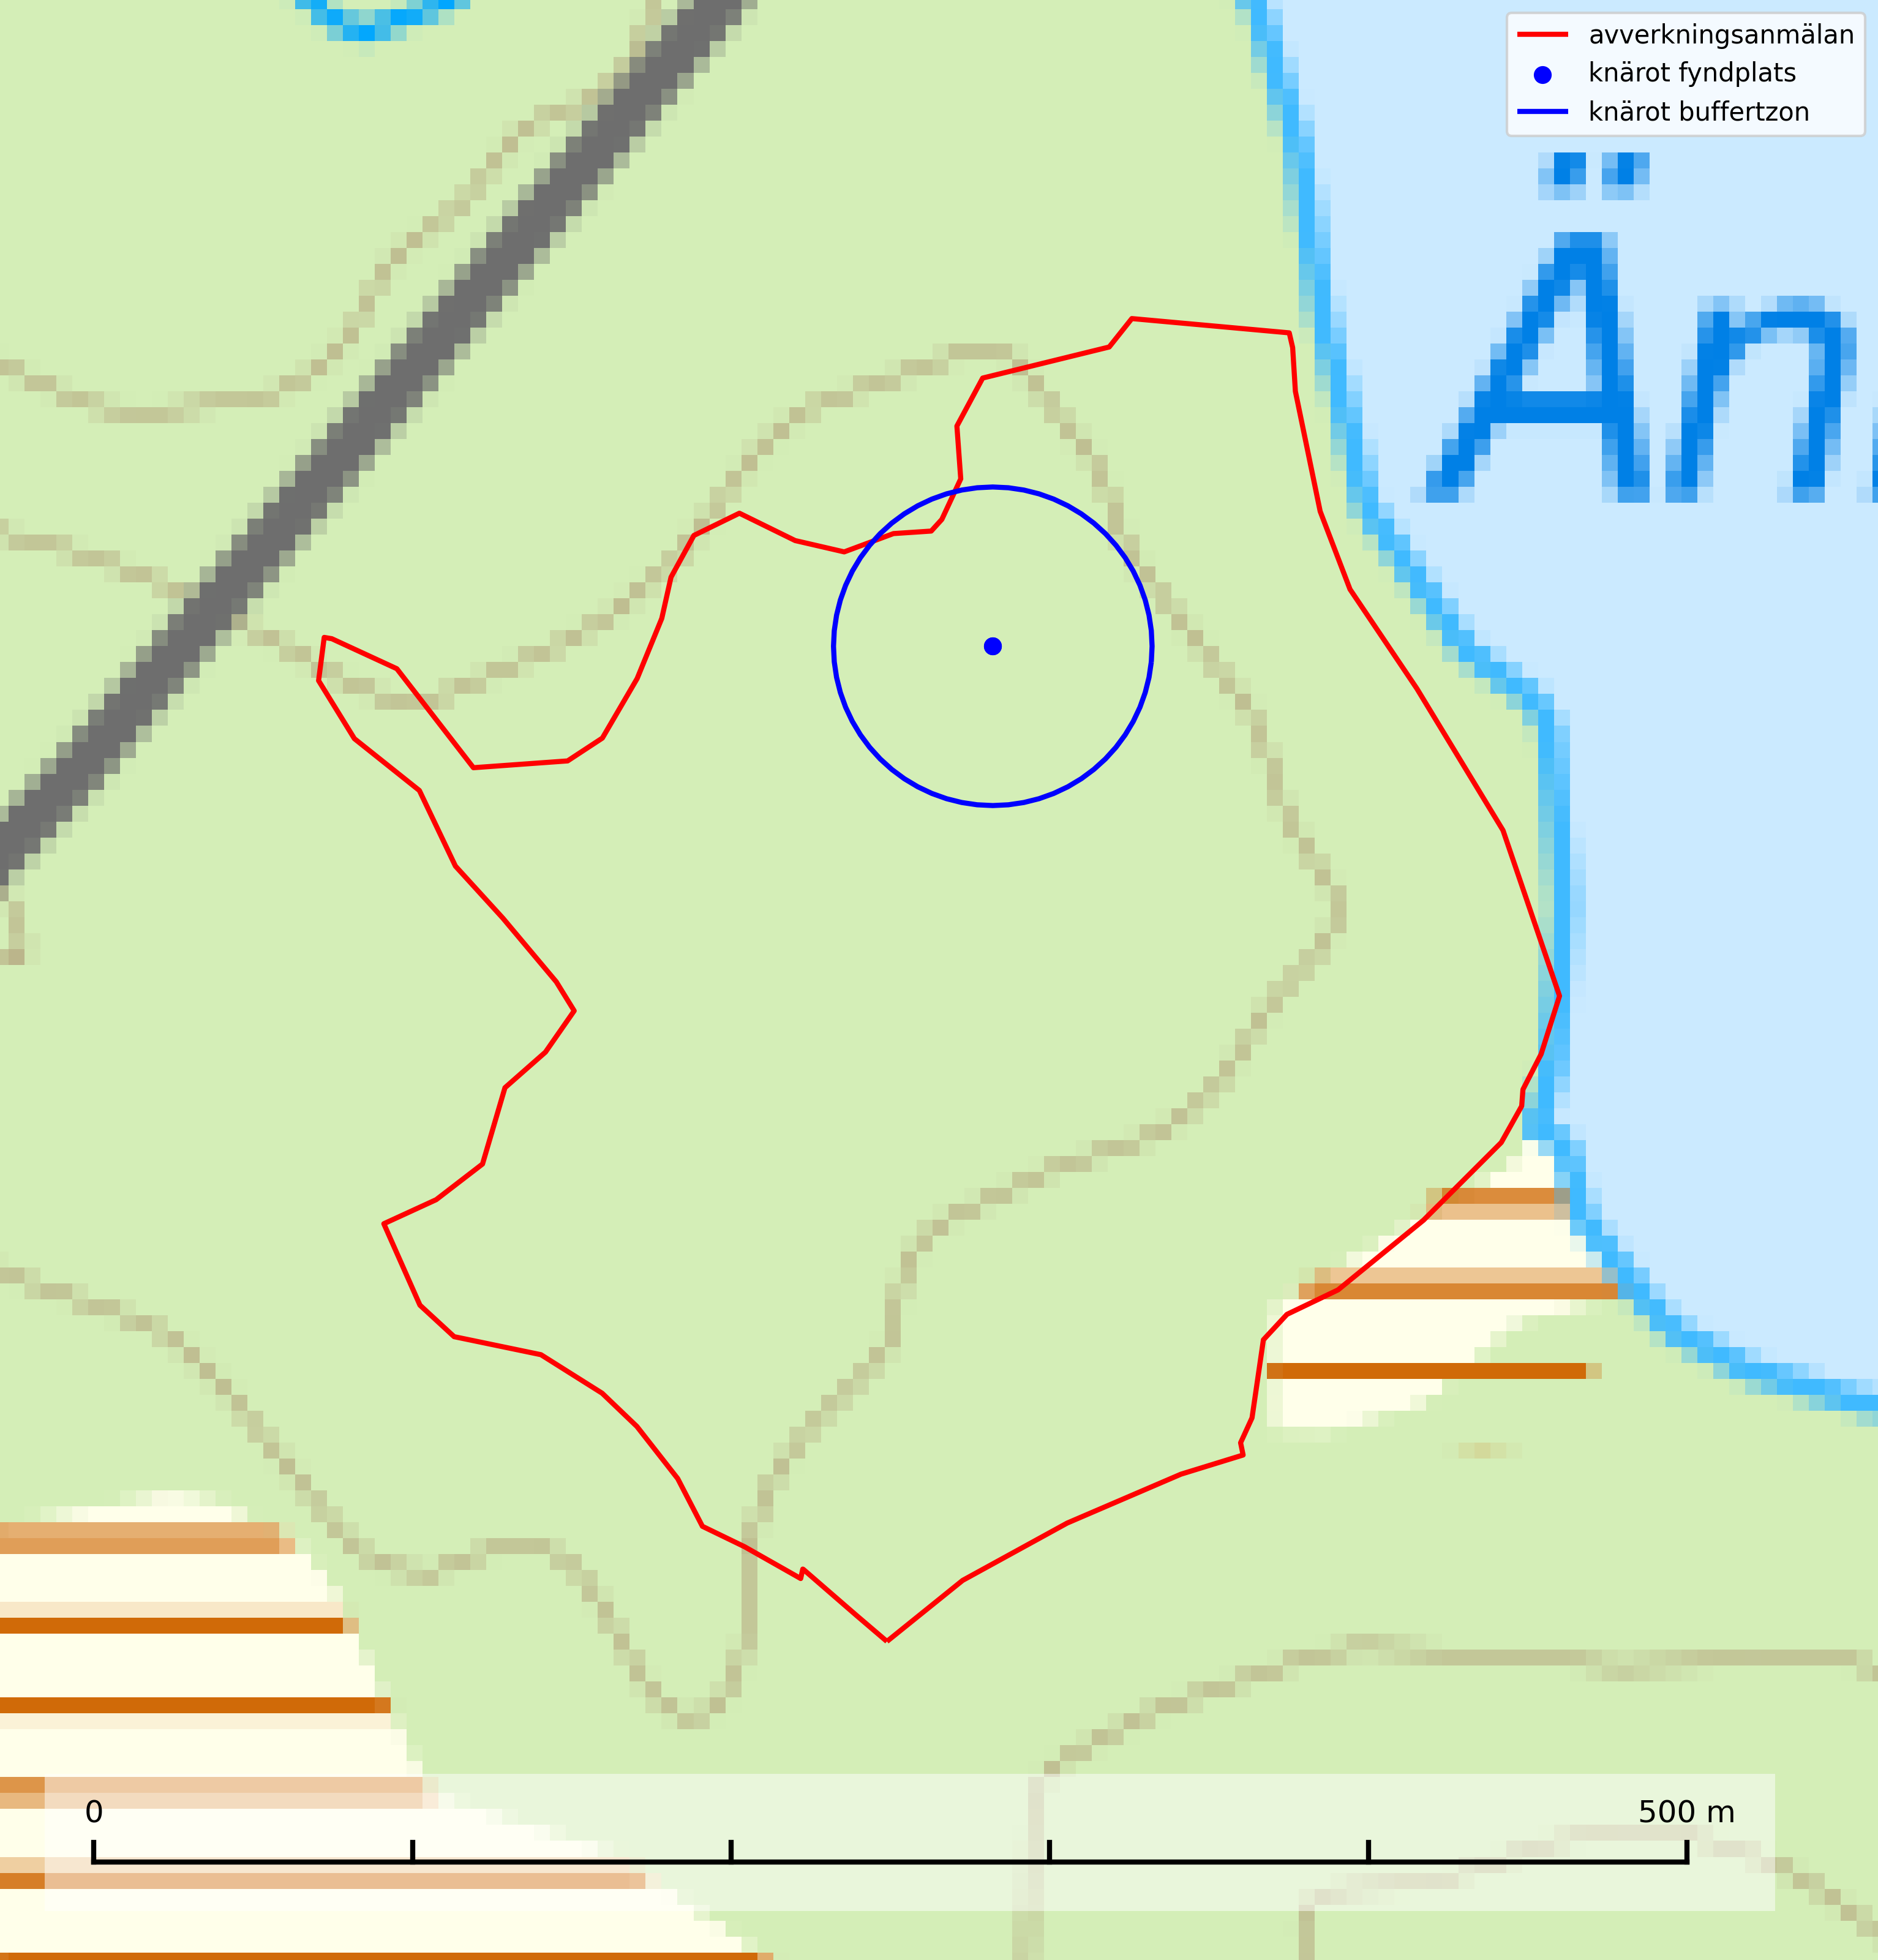 avverkningsanmälan
knärot fyndplats
knärot buffertzon
0
500 m